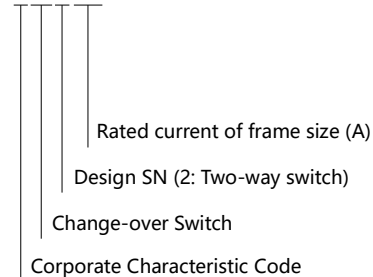 Rated current of frame size (A)
Design SN (2: Two-way switch)
Change-over Switch
Corporate Characteristic Code